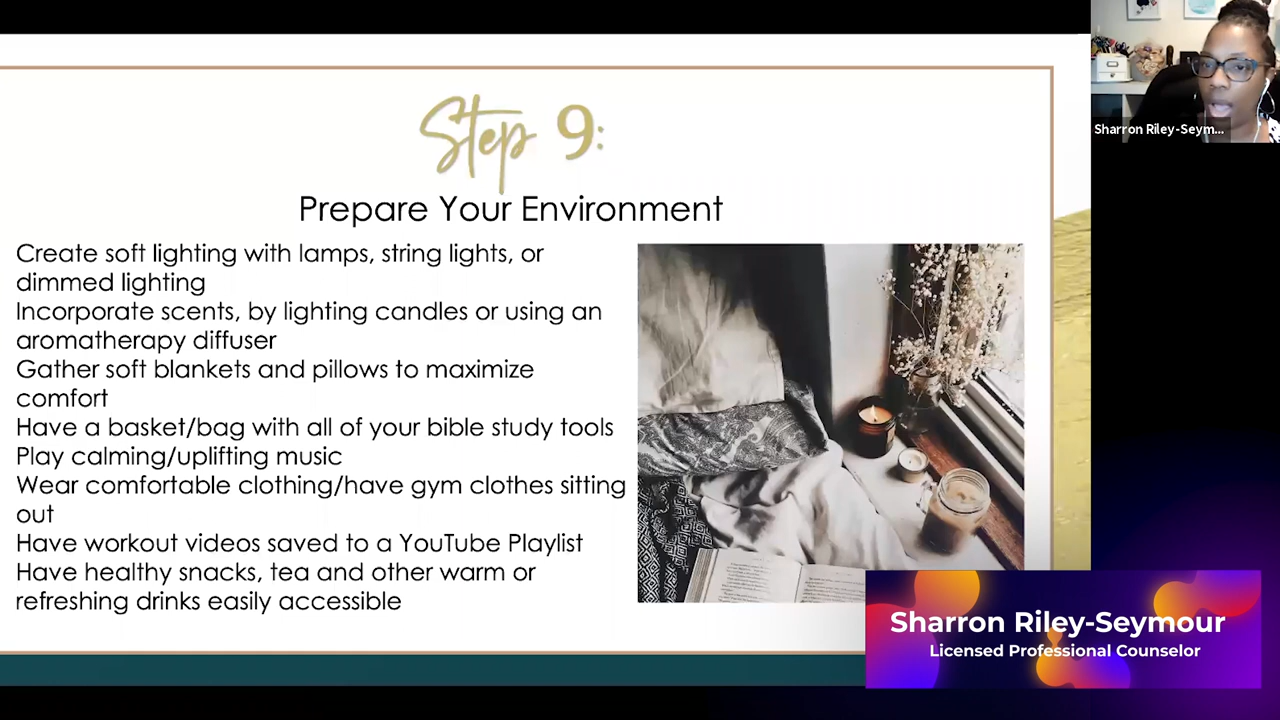 Step 9:
Prepare Your Environment
Create soft lighting with lamps, string lights, or
dimmed lighting
Incorporate scents, by lighting candles or using an
aromatherapy diffuser
Gather soft blankets and pillows to maximize
comfort
Have a basket/bag with all of your bible study tools
Play calming/uplifting music
Wear comfortable clothing/have gym clothes sitting
out
Have workout videos saved to a YouTube Playlist
Have healthy snacks, tea and other warm or
refreshing drinks easily accessible
Sharron Riley-Seym...
Sharron Riley-Seymour
Licensed Professional Counselor